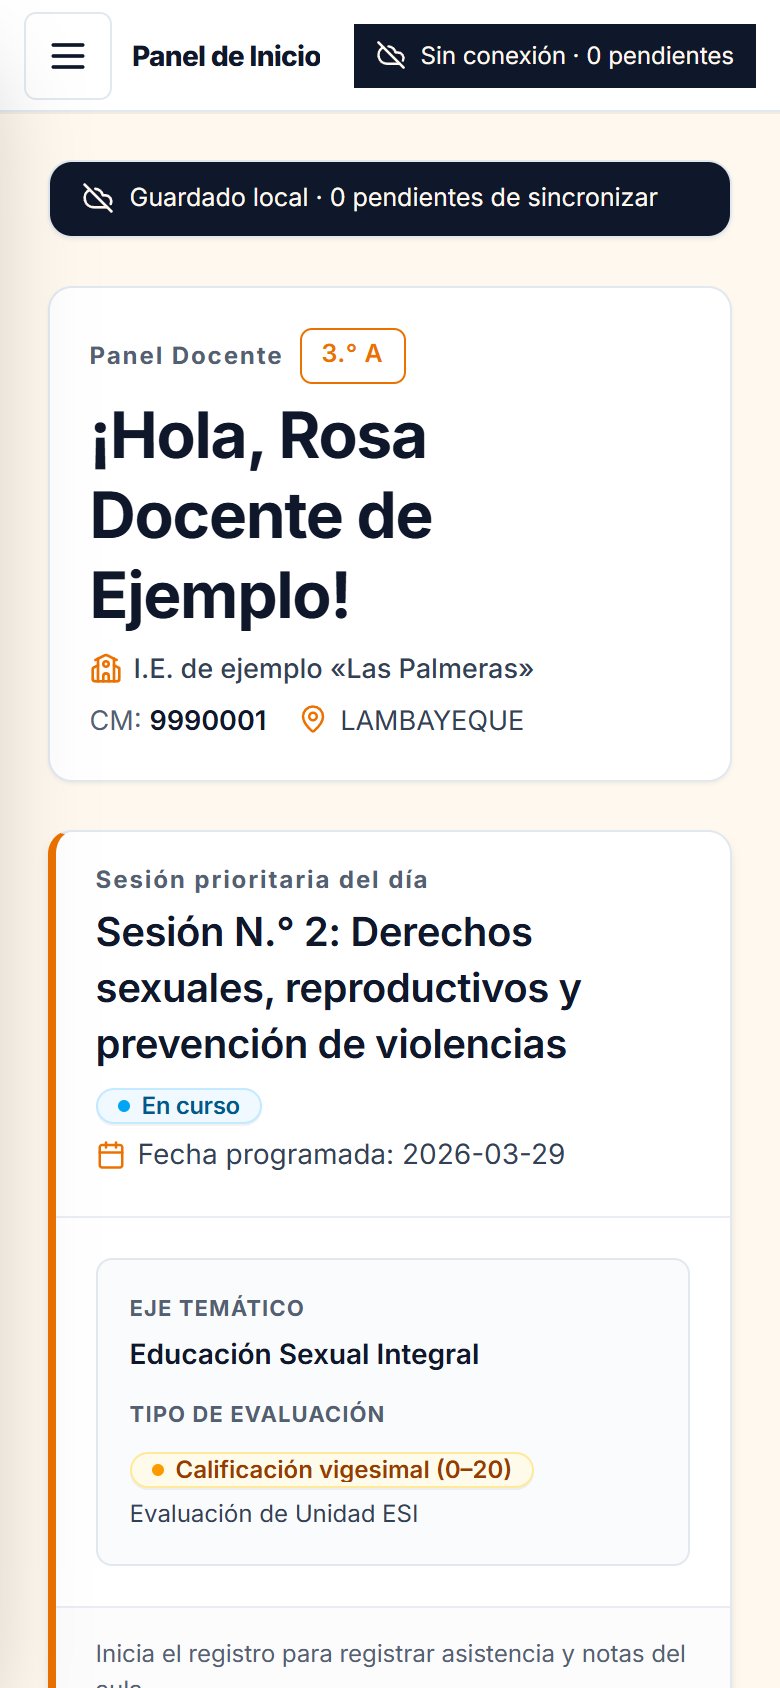 Panel de Inicio
Sin conexión · 0 pendientes
Guardado local · 0 pendientes de sincronizar
Panel Docente
3.° A
¡Hola, Rosa
Docente de
Ejemplo!
I.E. de ejemplo «Las Palmeras»
CM: 9990001
LAMBAYEQUE
Sesión prioritaria del día
Sesión N.° 2: Derechos
sexuales, reproductivos y
prevención de violencias
En curso
Fecha programada: 2026-03-29
EJE TEMÁTICO
Educación Sexual Integral
TIPO DE EVALUACIÓN
Calificación vigesimal (0–20)
Evaluación de Unidad ESI
Inicia el registro para registrar asistencia y notas del
aula.